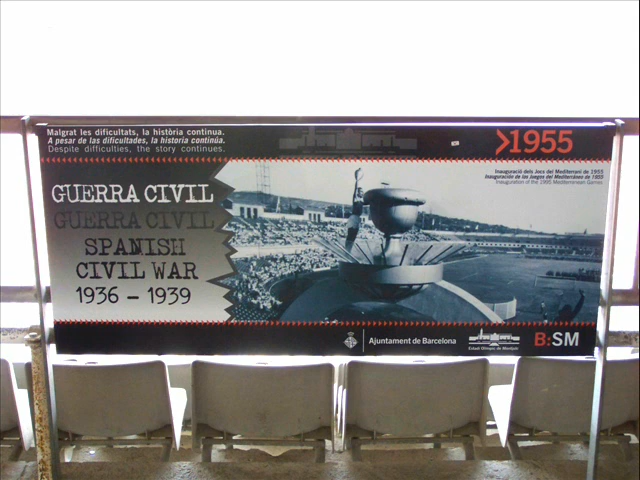 Malgrat les dificultats, la història continua.
A pesar de las dificultades, la historia continúa.
Despite difficulties, the story continues.
>1955
Inauguració dels Jocs del Mediterrani de 1955
Inauguración de los Juegos del Mediterráneo de 1955
Inauguration of the 1955 Mediterranean Games
GUERRA CIVIL
GUERRA CIVIL
SPANISH
CIVIL WAR
1936 – 1939
Ajuntament de Barcelona
Estadi Olímpic de Montjuïc
B:SM